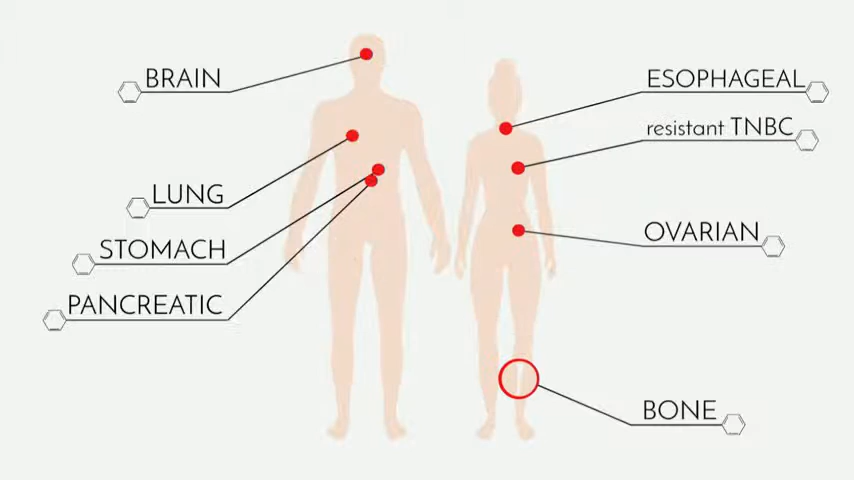 BRAIN
LUNG
STOMACH
PANCREATIC
ESOPHAGEAL
resistant TNBC
OVARIAN
BONE